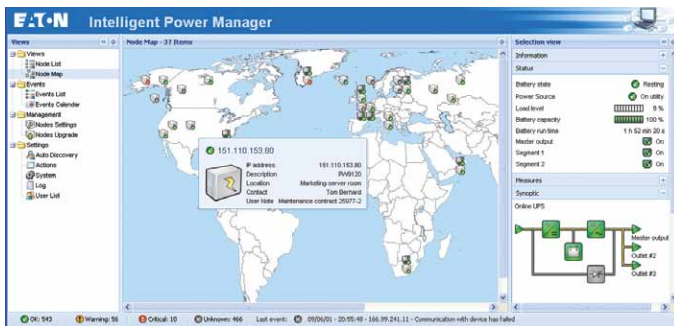 EATON Intelligent Power Manager
Views
Views
Node List
Node Map
Events
Events List
Events Calendar
Management
Nodes Settings
Nodes Upgrade
Settings
Auto Discovery
Actions
System
Log
User List
Node Map - 37 Items
151.110.153.80
IP address 151.110.153.80
Description PW9120
Location Marketing server room
Contact Tom Bernard
User Note Maintenance contract 25977-2
Selection view
Information
Status
Battery state Resting
Power Source On utility
Load level 9 %
Battery capacity 100 %
Battery run time 1 h 52 min 20 s
Master output On
Segment 1 On
Segment 2 On
Measures
Synoptic
Online UPS
Master output
Outlet #2
Outlet #3
OK: 543 Warning: 56 Critical: 10 Unknown: 466 Last event: 09/06/01 - 20:55:48 - 166.99.241.11 - Communication with device has failed